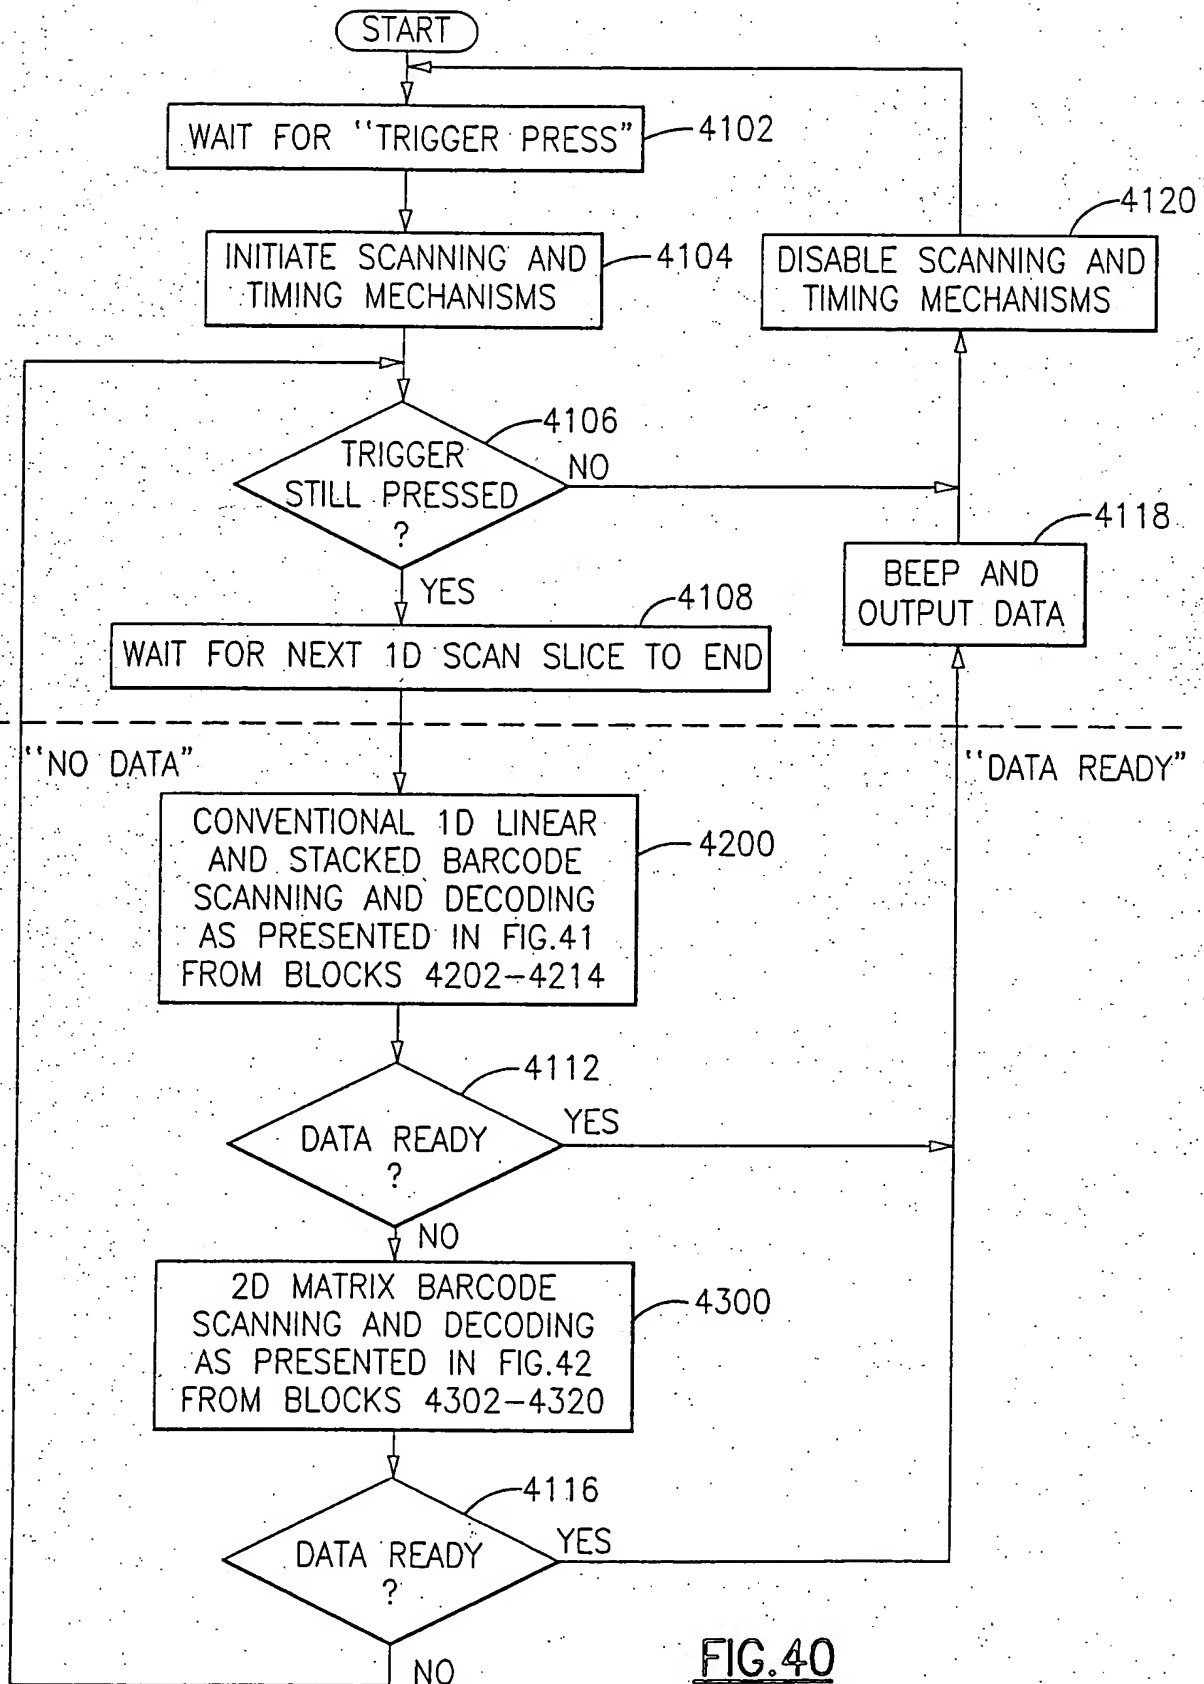 START
WAIT FOR "TRIGGER PRESS"
4102
INITIATE SCANNING AND
TIMING MECHANISMS
4104
DISABLE SCANNING AND
TIMING MECHANISMS
4120
TRIGGER
STILL PRESSED
?
4106
NO
YES
BEEP AND
OUTPUT DATA
4118
WAIT FOR NEXT 1D SCAN SLICE TO END
4108
"NO DATA"
"DATA READY"
CONVENTIONAL 1D LINEAR
AND STACKED BARCODE
SCANNING AND DECODING
AS PRESENTED IN FIG.41
FROM BLOCKS 4202-4214
4200
DATA READY
?
4112
YES
NO
2D MATRIX BARCODE
SCANNING AND DECODING
AS PRESENTED IN FIG.42
FROM BLOCKS 4302-4320
4300
DATA READY
?
4116
YES
NO
FIG.40